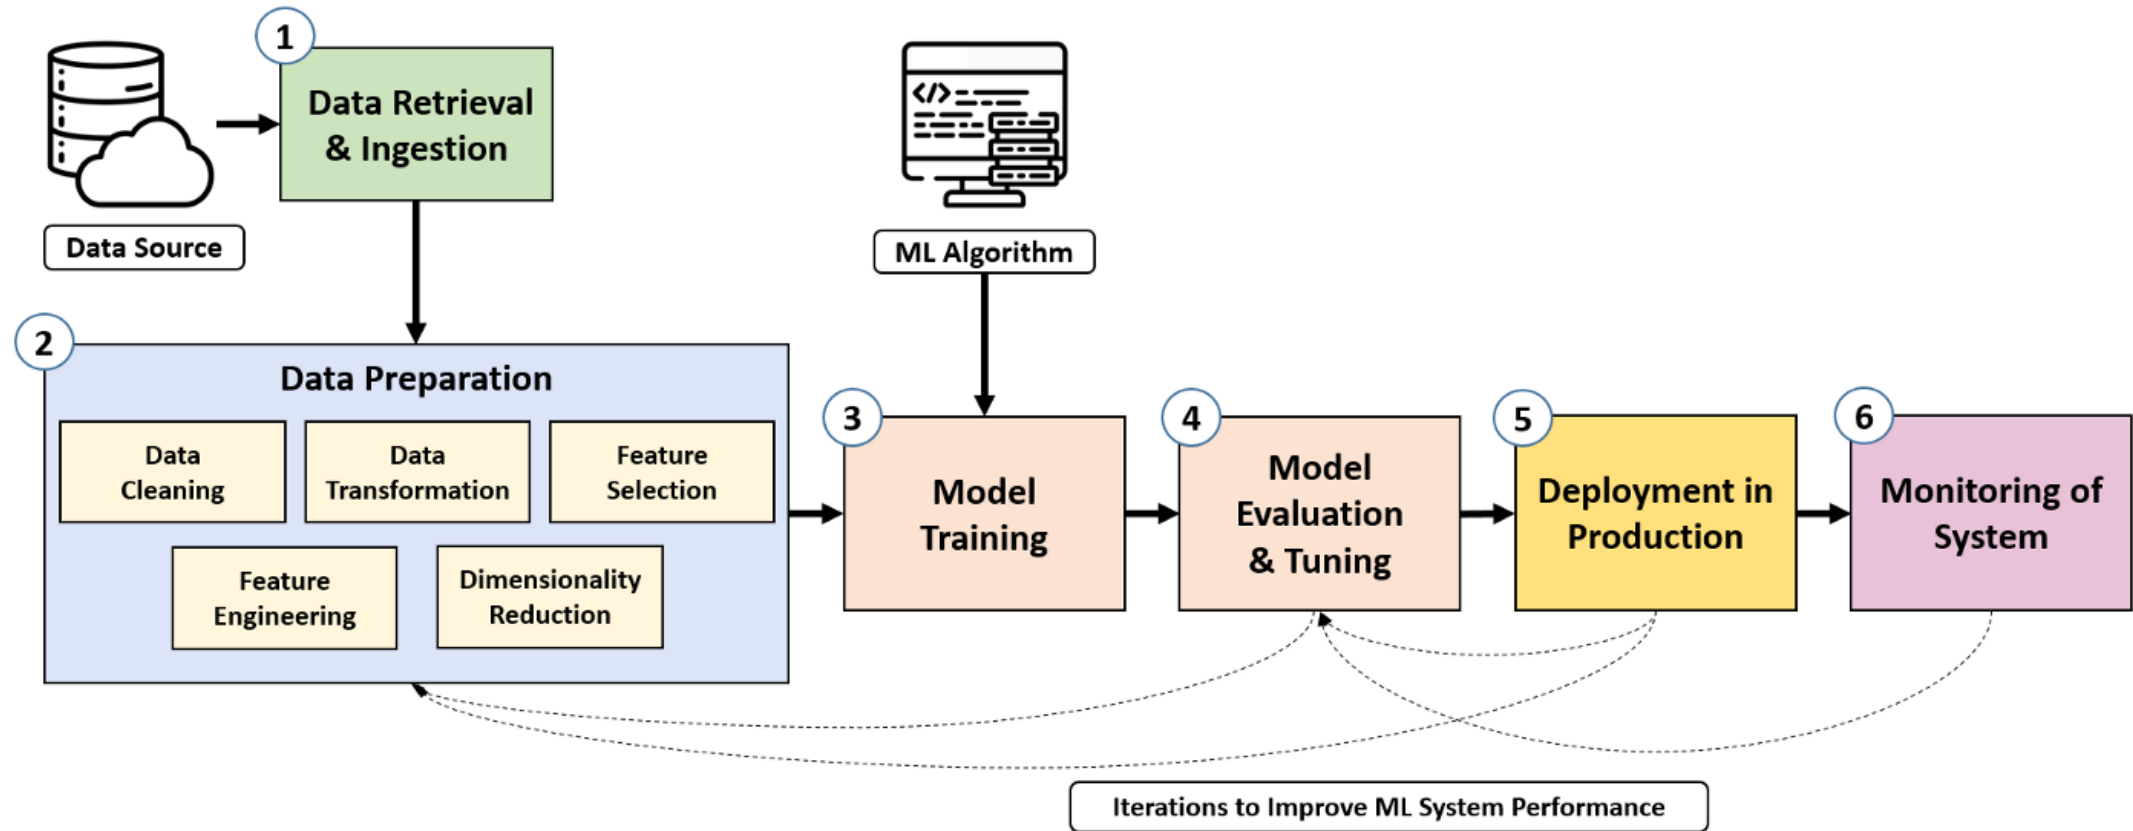 1
Data Retrieval
& Ingestion
Data Source
</>
ML Algorithm
2
Data Preparation
Data
Cleaning
Data
Transformation
Feature
Selection
Feature
Engineering
Dimensionality
Reduction
3
Model
Training
4
Model
Evaluation
& Tuning
5
Deployment in
Production
6
Monitoring of
System
Iterations to Improve ML System Performance